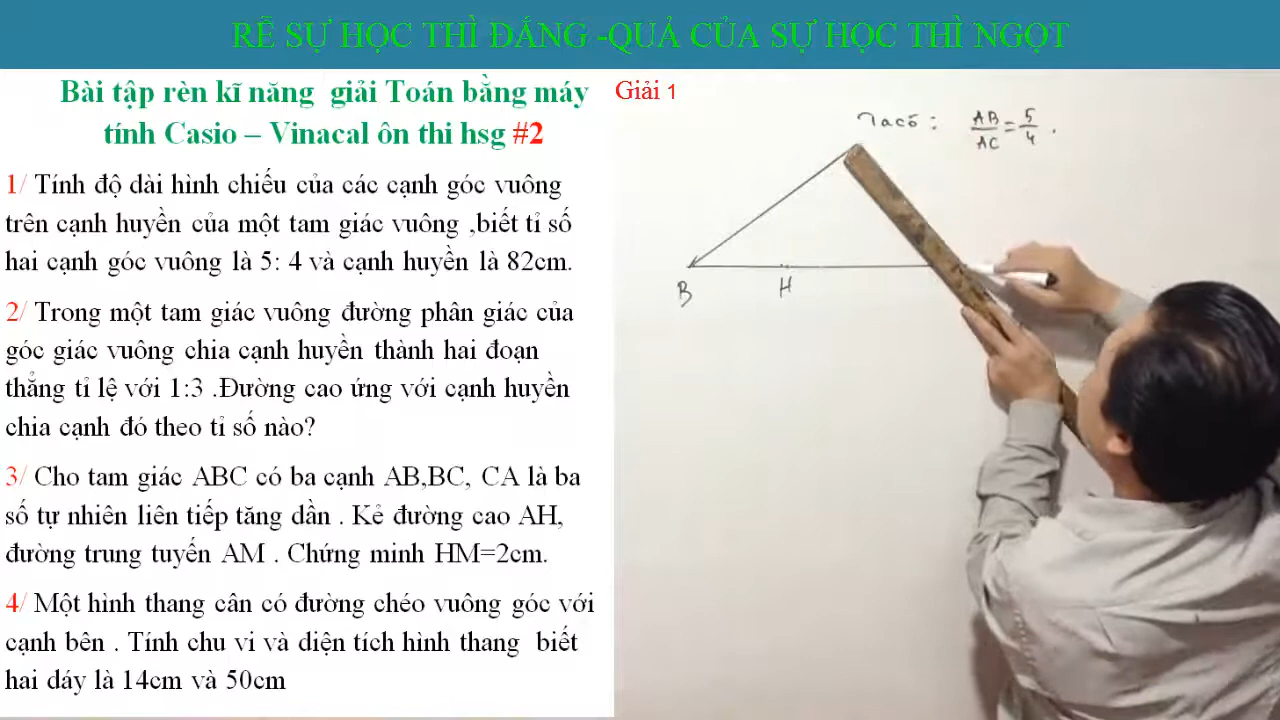 RỄ SỰ HỌC THÌ ĐẮNG -QUẢ CỦA SỰ HỌC THÌ NGỌT
Bài tập rèn kĩ năng giải Toán bằng máy
tính Casio – Vinacal ôn thi hsg #2
1/ Tính độ dài hình chiếu của các cạnh góc vuông
trên cạnh huyền của một tam giác vuông ,biết tỉ số
hai cạnh góc vuông là 5: 4 và cạnh huyền là 82cm.
2/ Trong một tam giác vuông đường phân giác của
góc giác vuông chia cạnh huyền thành hai đoạn
thẳng tỉ lệ với 1:3 .Đường cao ứng với cạnh huyền
chia cạnh đó theo tỉ số nào?
3/ Cho tam giác ABC có ba cạnh AB,BC, CA là ba
số tự nhiên liên tiếp tăng dần . Kẻ đường cao AH,
đường trung tuyến AM . Chứng minh HM=2cm.
4/ Một hình thang cân có đường chéo vuông góc với
cạnh bên . Tính chu vi và diện tích hình thang biết
hai dáy là 14cm và 50cm
Giải 1
Ta có : AB/AC = 5/4 .
B H